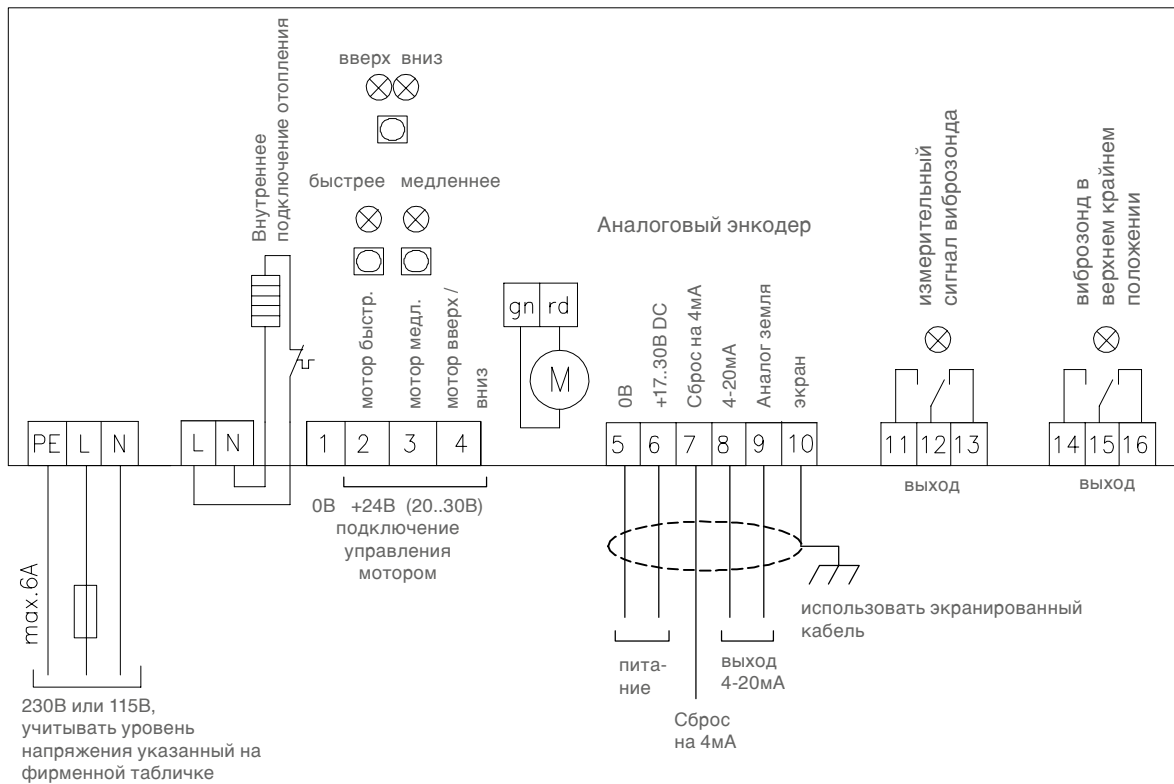 вверх вниз
Внутреннее
подключение отопления
быстрее медленнее
Аналоговый энкодер
измерительный
сигнал виброзонда
виброзонд в
верхнем крайнем
положении
мотор быстр.
мотор медл.
мотор вверх /
вниз
gn rd
M
0В
+17..30В DC
Сброс на 4мА
4-20мА
Аналог земля
экран
PE L N
L N
1 2 3 4
5 6 7 8 9 10
11 12 13
14 15 16
0В +24В (20..30В)
подключение
управления
мотором
выход
выход
max.6A
использовать экранированный
кабель
пита-
ние
выход
4-20мА
Сброс
на 4мА
230В или 115В,
учитывать уровень
напряжения указанный на
фирменной табличке